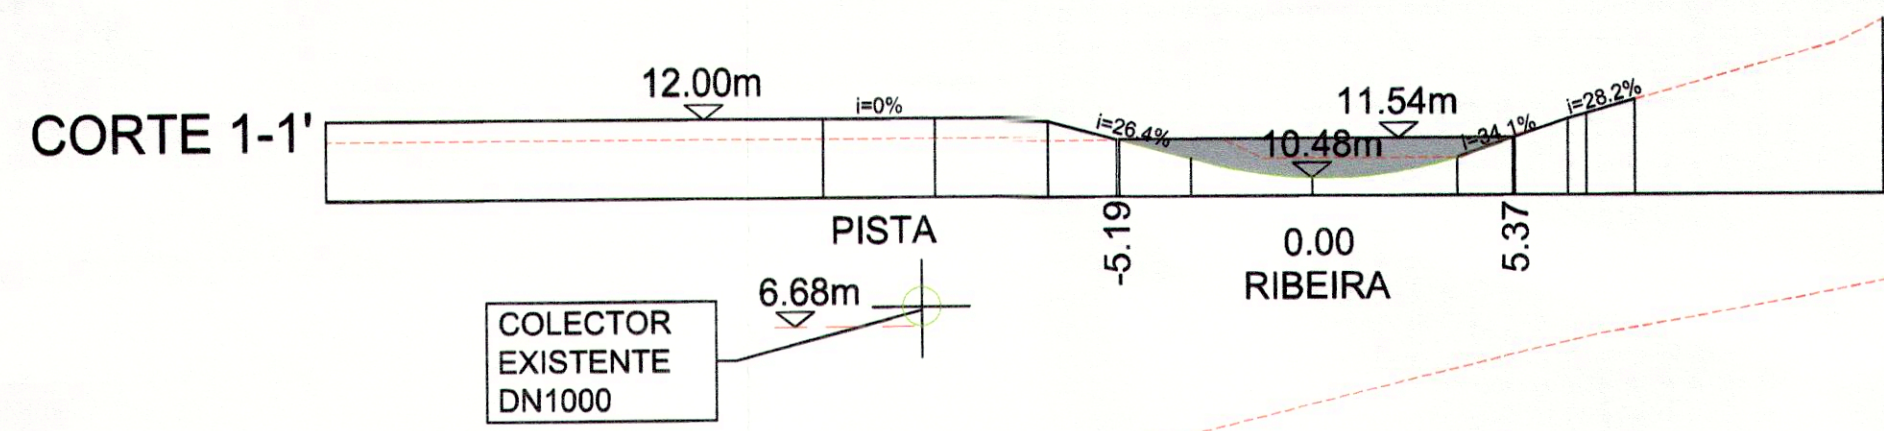 CORTE 1-1'
12.00m
i=0%
i=26.4%
11.54m
10.48m
i=34.1%
i=28.2%
PISTA
-5.19
0.00
RIBEIRA
5.37
6.68m
COLECTOR
EXISTENTE
DN1000